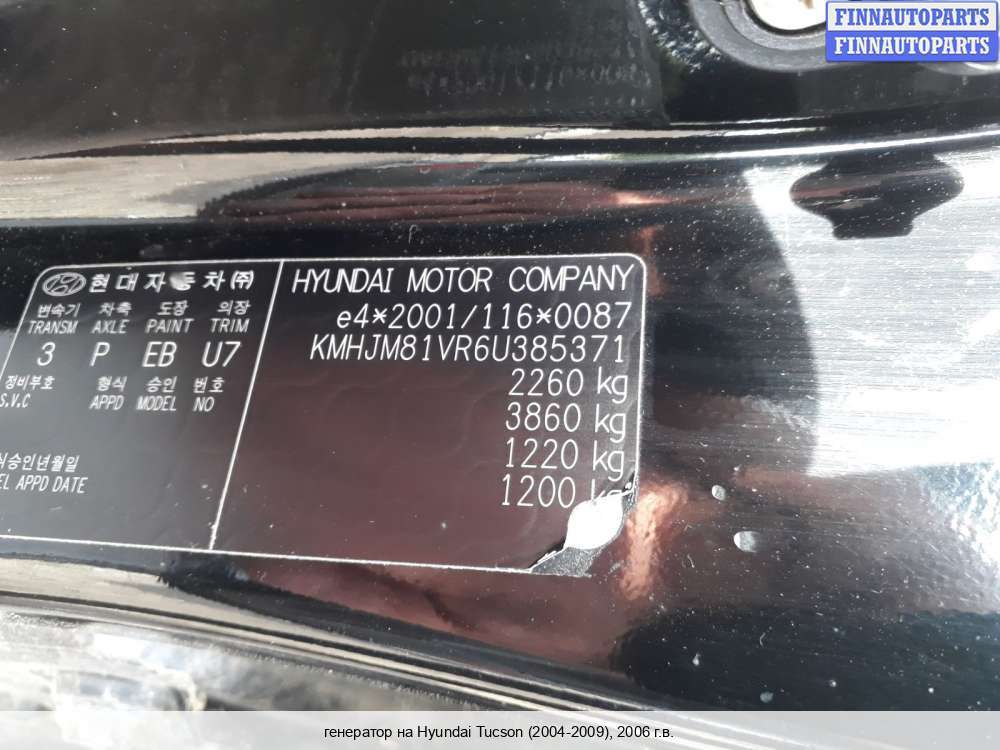 FINNAUTOPARTS
FINNAUTOPARTS
현대자동차㈜
변속기 차축 도장 의장
TRANSM AXLE PAINT TRIM
3 P EB U7
정비부호 형식 승인 번호
S.V.C APPD MODEL NO
식승인년월일
EL APPD DATE
HYUNDAI MOTOR COMPANY
e4*2001/116*0087
KMHJM81VR6U385371
2260 kg
3860 kg
1220 kg
1200 kg
генератор на Hyundai Tucson (2004-2009), 2006 г.в.